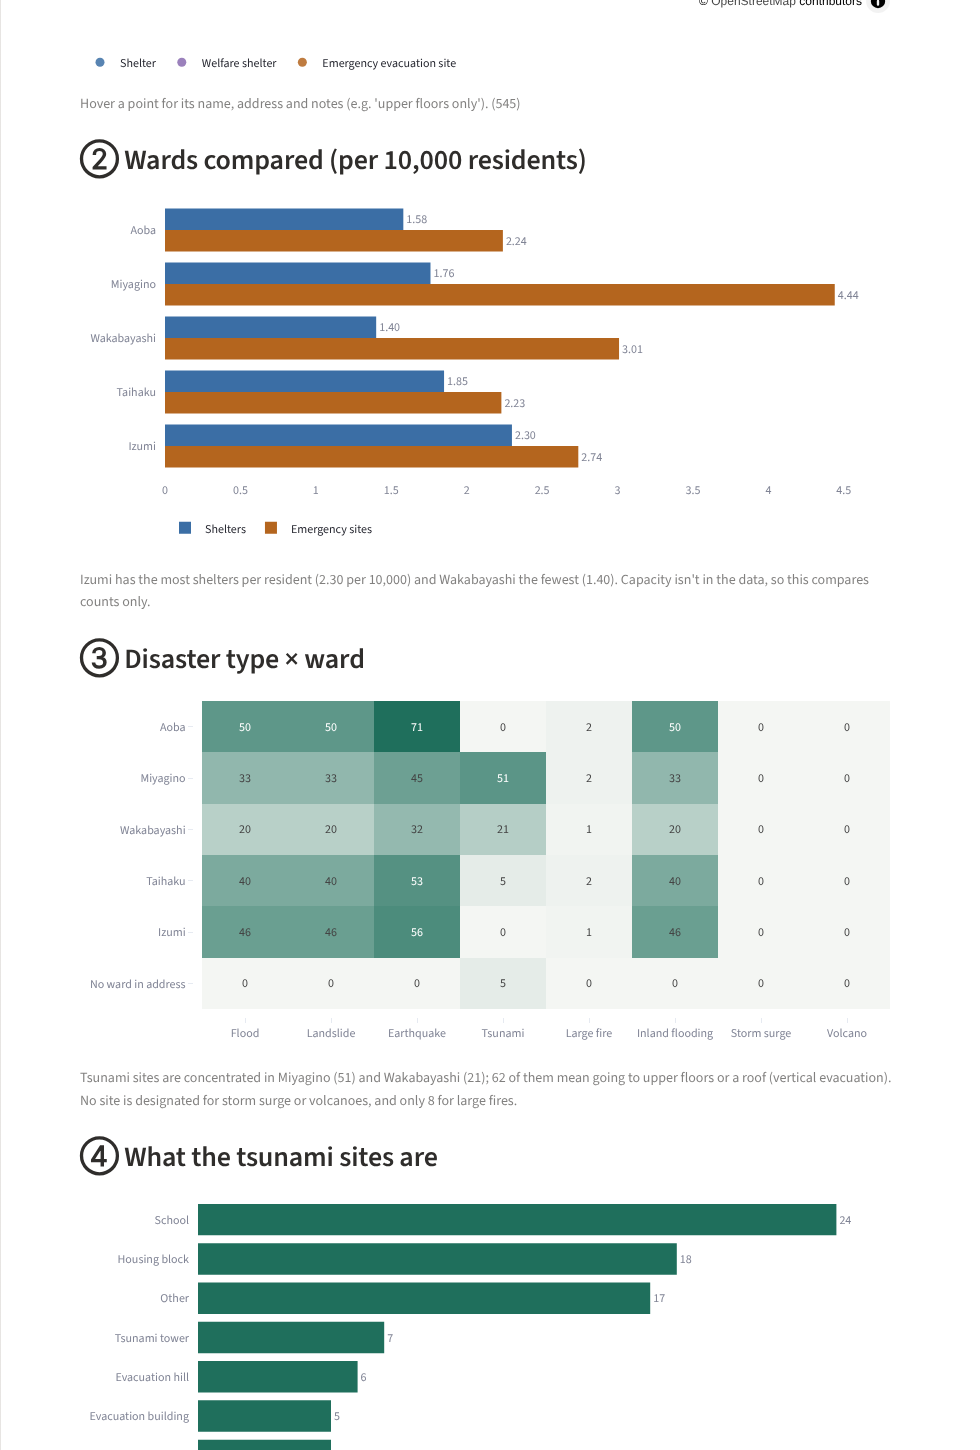 © OpenStreetMap contributors
Shelter Welfare shelter Emergency evacuation site
Hover a point for its name, address and notes (e.g. 'upper floors only'). (545)
② Wards compared (per 10,000 residents)
Aoba 1.58 2.24
Miyagino 1.76 4.44
Wakabayashi 1.40 3.01
Taihaku 1.85 2.23
Izumi 2.30 2.74
0 0.5 1 1.5 2 2.5 3 3.5 4 4.5
Shelters Emergency sites
Izumi has the most shelters per resident (2.30 per 10,000) and Wakabayashi the fewest (1.40). Capacity isn't in the data, so this compares
counts only.
③ Disaster type × ward
Aoba 50 50 71 0 2 50 0 0
Miyagino 33 33 45 51 2 33 0 0
Wakabayashi 20 20 32 21 1 20 0 0
Taihaku 40 40 53 5 2 40 0 0
Izumi 46 46 56 0 1 46 0 0
No ward in address 0 0 0 5 0 0 0 0
Flood Landslide Earthquake Tsunami Large fire Inland flooding Storm surge Volcano
Tsunami sites are concentrated in Miyagino (51) and Wakabayashi (21); 62 of them mean going to upper floors or a roof (vertical evacuation).
No site is designated for storm surge or volcanoes, and only 8 for large fires.
④ What the tsunami sites are
School 24
Housing block 18
Other 17
Tsunami tower 7
Evacuation hill 6
Evacuation building 5